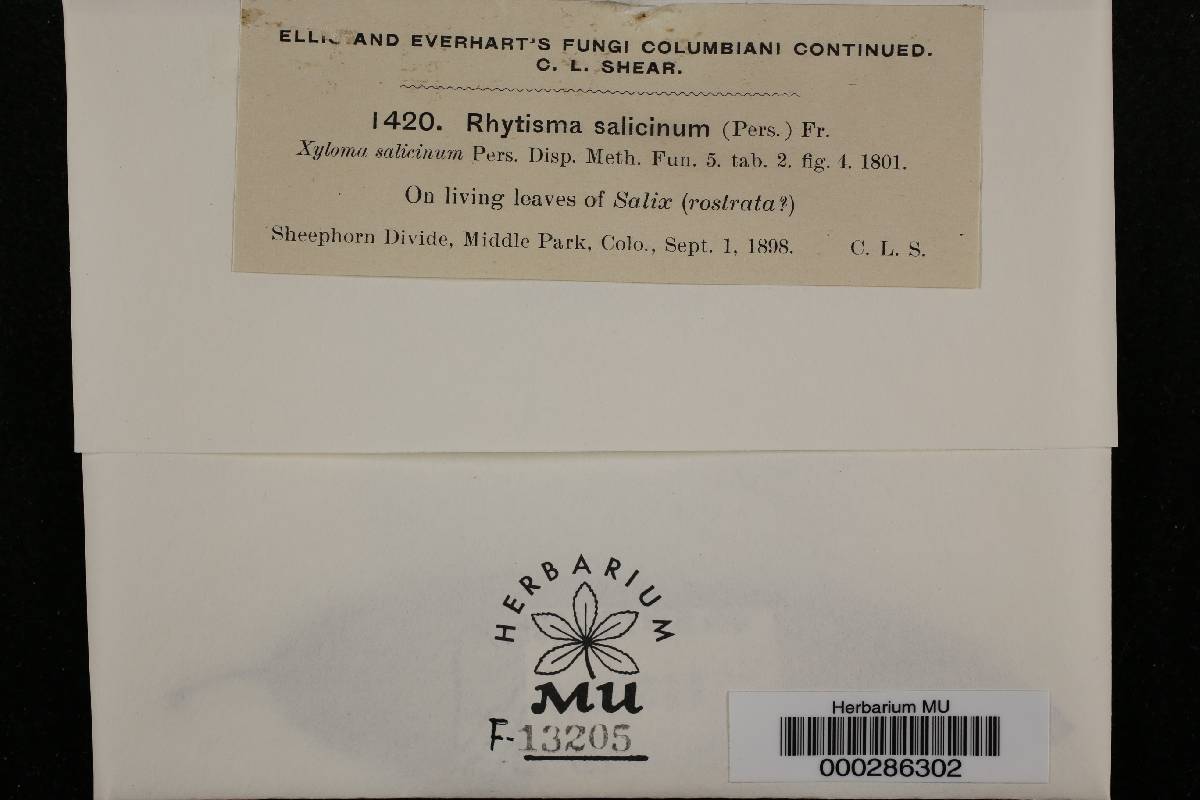 ELLIS AND EVERHART'S FUNGI COLUMBIANI CONTINUED.
C. L. SHEAR.
1420. Rhytisma salicinum (Pers.) Fr.
Xyloma salicinum Pers. Disp. Meth. Fun. 5. tab. 2. fig. 4. 1801.
On living leaves of Salix (rostrata?)
Sheephorn Divide, Middle Park, Colo., Sept. 1, 1898. C. L. S.
HERBARIUM
MU
F-13205
Herbarium MU
000286302